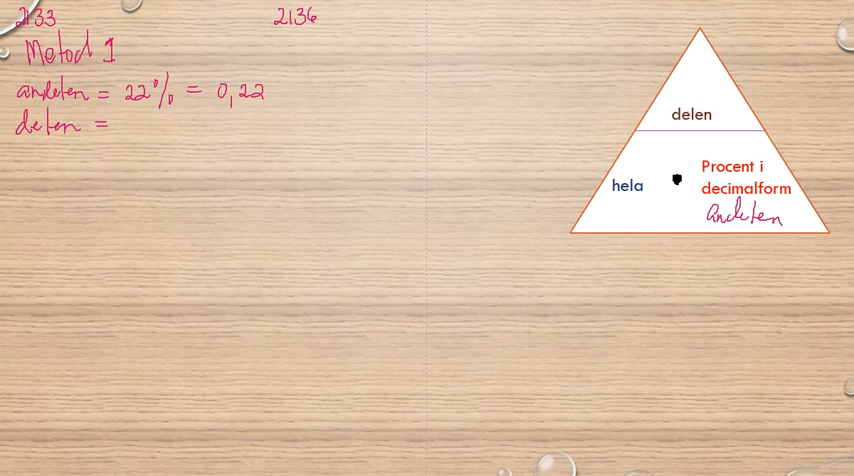 2133
2136
Metod 1
andelen = 22% = 0,22
delen =
delen
hela
Procent i
decimalform
andelen